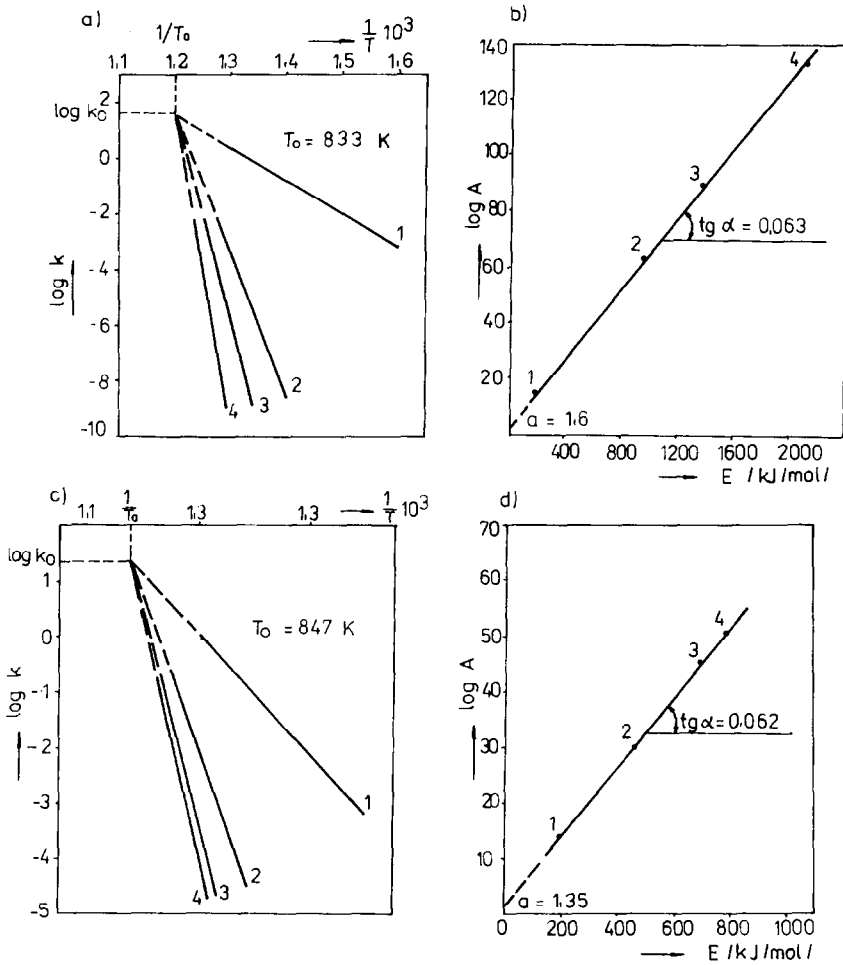 a)
1/T₀ ⟶ 1/T 10³
1,1 1,2 1,3 1,4 1,5 1,6
log k₀
2
0
-2
-4
-6
-8
-10
log k
T₀ = 833 K
1
2
3
4
b)
140
120
100
80
60
40
20
log A
4
3
2
1
tg α = 0,063
a = 1,6
400 800 1200 1600 2000
⟶ E /kJ/mol/
c)
1,1 1/T₀ 1,3 1,3 ⟶ 1/T 10³
log k₀
1
0
-1
-2
-3
-4
-5
log k
T₀ = 847 K
1
2
3
4
d)
70
60
50
40
30
20
10
log A
4
3
2
1
tg α = 0,062
a = 1,35
0 200 400 600 800 1000
⟶ E /kJ/mol/